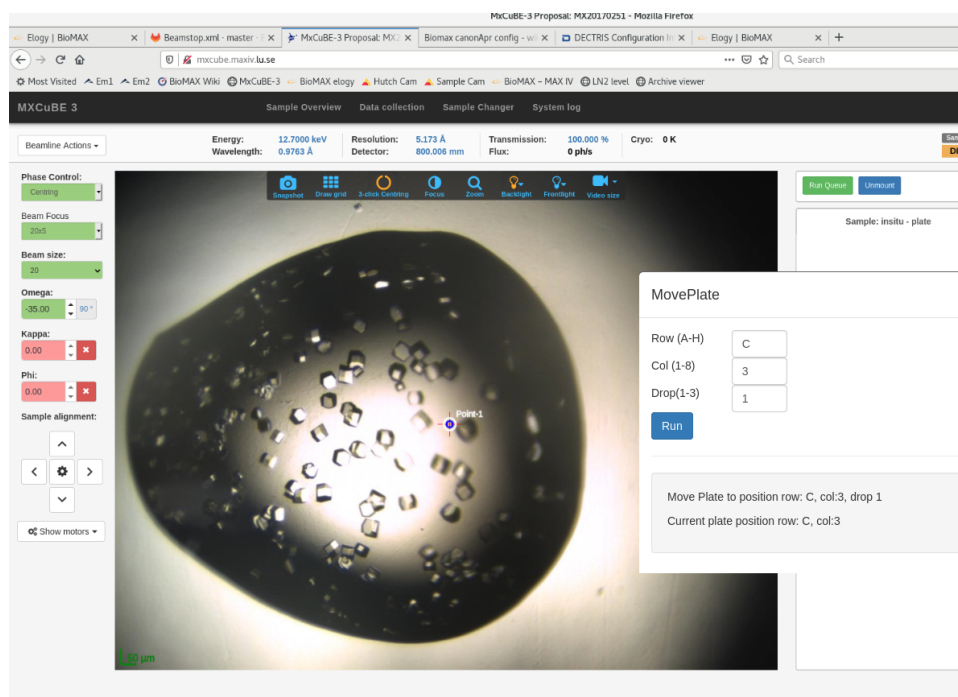 MxCuBE-3 Proposal: MX20170251 - Mozilla Firefox
Elogy | BioMAX × Beamstop.xml · master · × MxCuBE-3 Proposal: MX2 × Biomax canonApr config - wi × DECTRIS Configuration In × Elogy | BioMAX × +
mxcube.maxiv.lu.se Search
Most Visited Em1 Em2 BioMAX Wiki MxCuBE-3 BioMAX elogy Hutch Cam Sample Cam BioMAX – MAX IV LN2 level Archive viewer
MXCuBE 3 Sample Overview Data collection Sample Changer System log
Beamline Actions
Energy: 12.7000 keV Resolution: 5.173 Å Transmission: 100.000 % Cryo: 0 K
Wavelength: 0.9763 Å Detector: 800.006 mm Flux: 0 ph/s
Phase Control:
Centring
Beam Focus
20x5
Beam size:
20
Omega:
-35.00 90 °
Kappa:
0.00
Phi:
0.00
Sample alignment:
Show motors
Snapshot Draw grid 3-click Centring Focus Zoom Backlight Frontlight Video size
Point-1
50 µm
Run Queue Unmount
Sample: insitu - plate
MovePlate
Row (A-H) C
Col (1-8) 3
Drop(1-3) 1
Run
Move Plate to position row: C, col:3, drop 1
Current plate position row: C, col:3